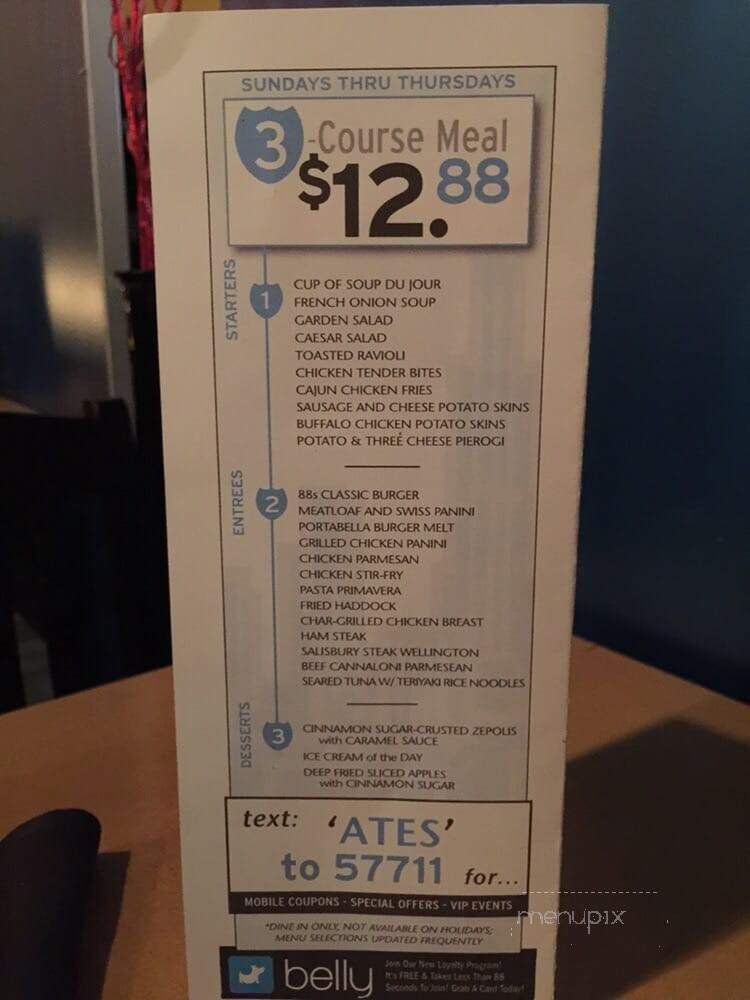 SUNDAYS THRU THURSDAYS
3-Course Meal
$12.88
STARTERS
1
CUP OF SOUP DU JOUR
FRENCH ONION SOUP
GARDEN SALAD
CAESAR SALAD
TOASTED RAVIOLI
CHICKEN TENDER BITES
CAJUN CHICKEN FRIES
SAUSAGE AND CHEESE POTATO SKINS
BUFFALO CHICKEN POTATO SKINS
POTATO & THREÉ CHEESE PIEROGI
ENTREES
2
88s CLASSIC BURGER
MEATLOAF AND SWISS PANINI
PORTABELLA BURGER MELT
GRILLED CHICKEN PANINI
CHICKEN PARMESAN
CHICKEN STIR-FRY
PASTA PRIMAVERA
FRIED HADDOCK
CHAR-GRILLED CHICKEN BREAST
HAM STEAK
SALISBURY STEAK WELLINGTON
BEEF CANNALONI PARMESEAN
SEARED TUNA W/ TERIYAKI RICE NOODLES
DESSERTS
3
CINNAMON SUGAR-CRUSTED ZEPOLIS
with CARAMEL SAUCE
ICE CREAM of the DAY
DEEP FRIED SLICED APPLES
with CINNAMON SUGAR
text: 'ATES'
to 57711 for...
MOBILE COUPONS - SPECIAL OFFERS - VIP EVENTS
*DINE IN ONLY, NOT AVAILABLE ON HOLIDAYS;
MENU SELECTIONS UPDATED FREQUENTLY
belly
Join Our New Loyalty Program!
It's FREE & Takes Less Than 88
Seconds To Join! Grab A Card Today!
menupix